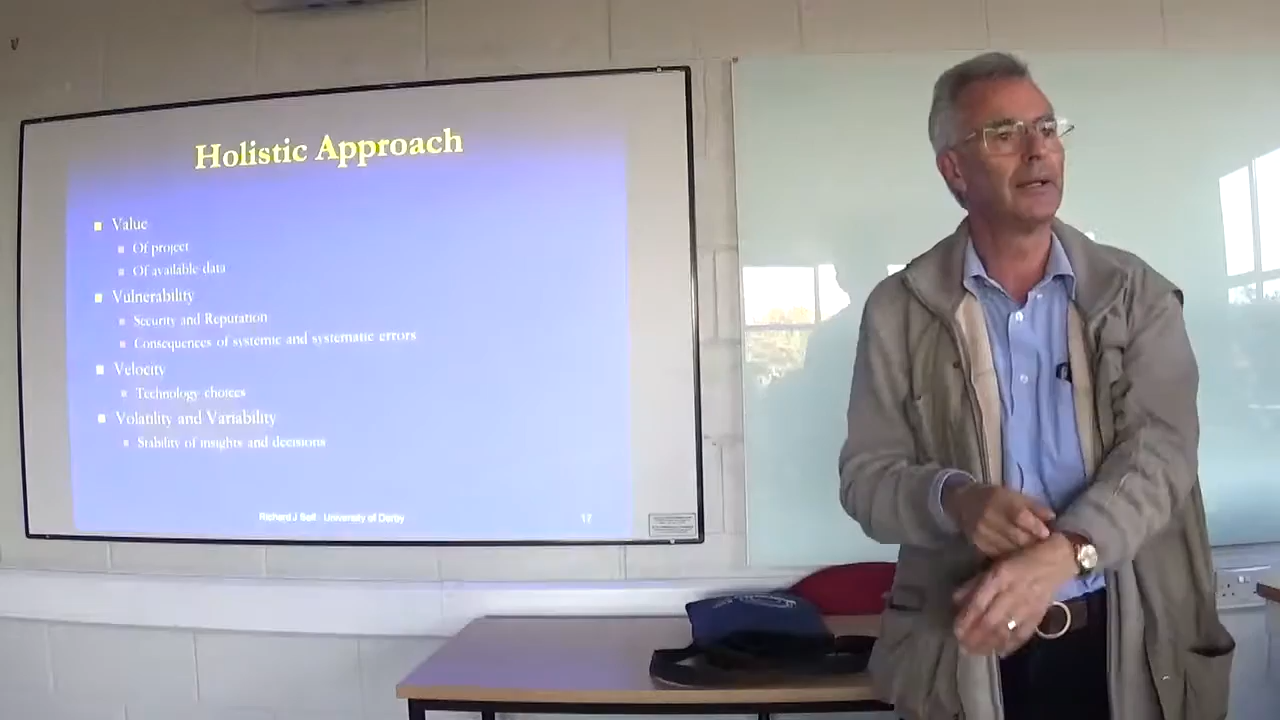 Holistic Approach
Value
Of project
Of available data
Vulnerability
Security and Reputation
Consequences of systemic and systematic errors
Velocity
Technology choices
Volatility and Variability
Stability of insights and decisions
Richard J Self - University of Derby
17